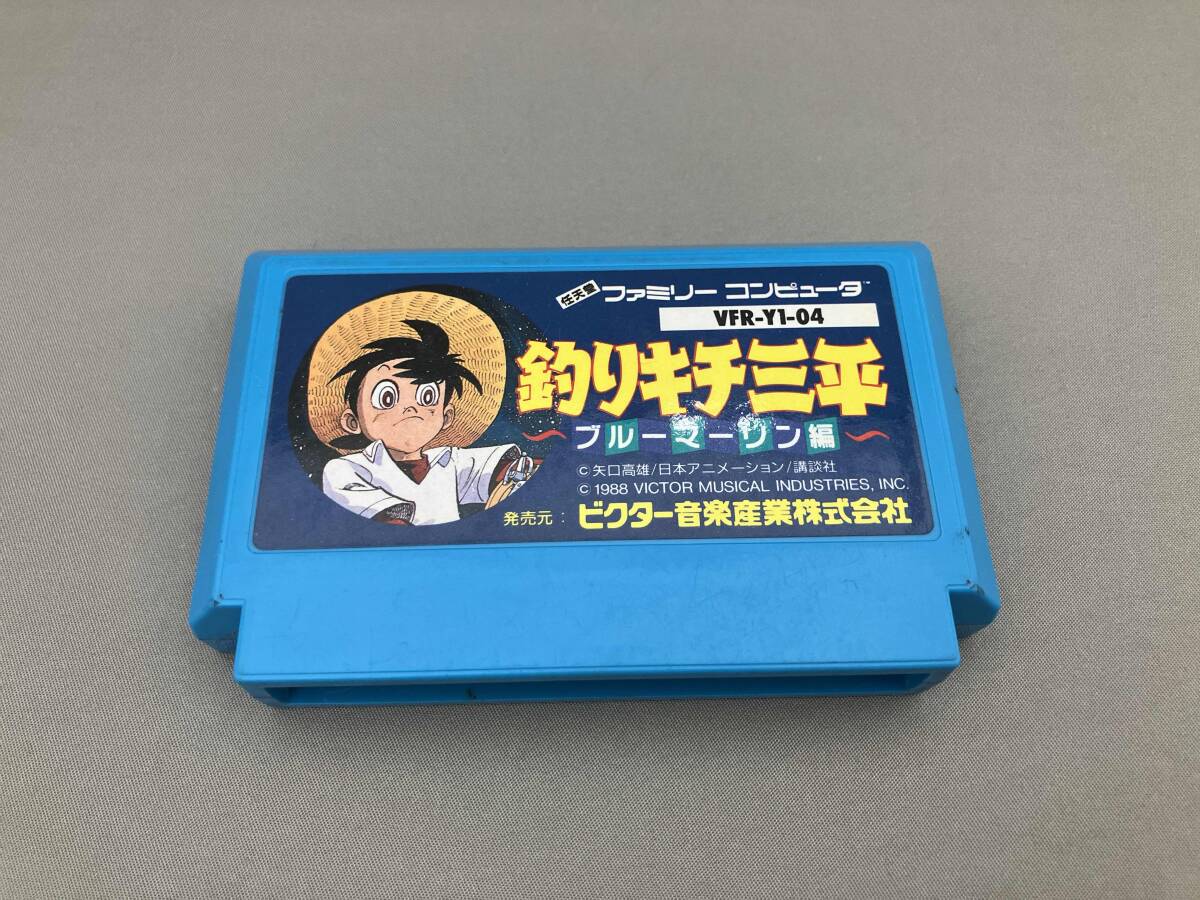 任天堂 ファミリー コンピュータ™
VFR-Y1-04
釣りキチ三平
〜ブルーマーリン編〜
©矢口高雄/日本アニメーション/講談社
©1988 VICTOR MUSICAL INDUSTRIES, INC.
発売元：ビクター音楽産業株式会社